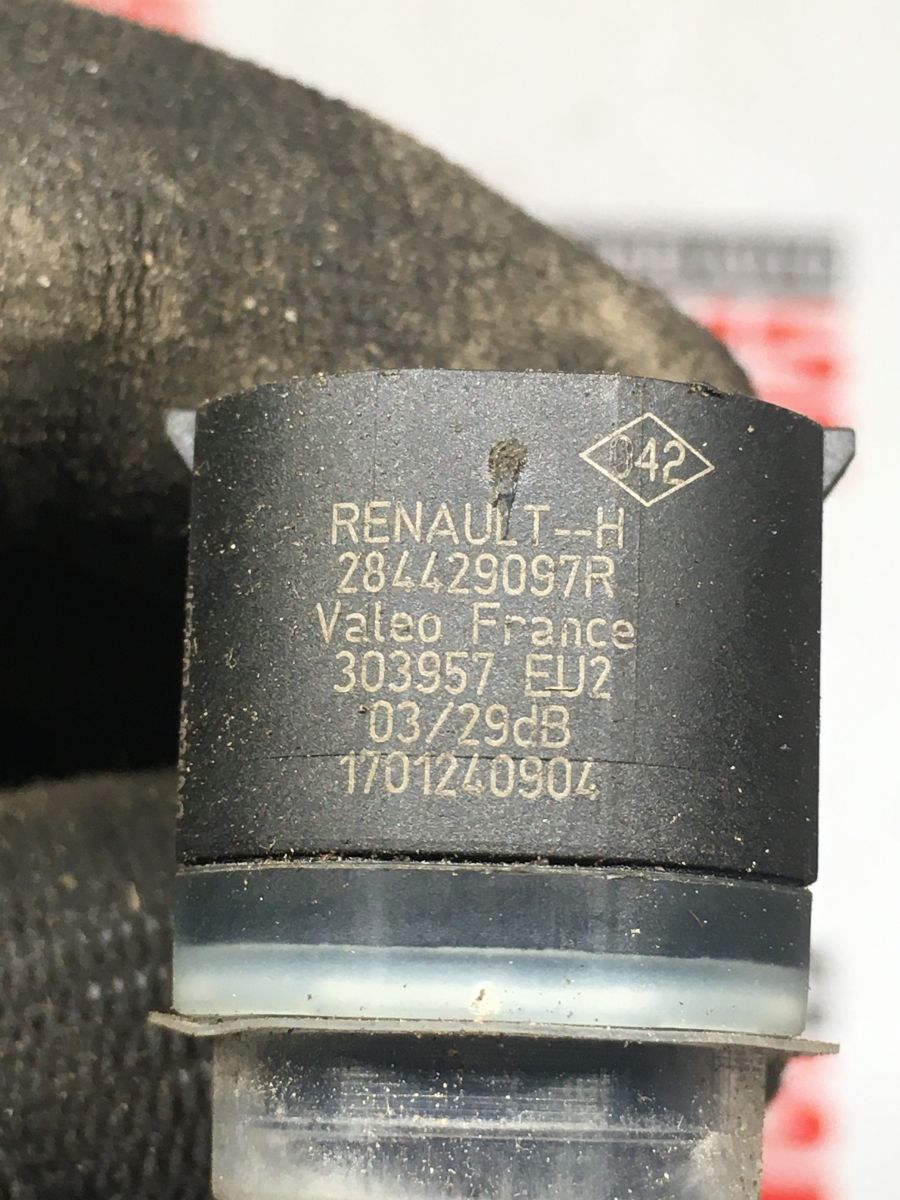 042
RENAULT--H
284429097R
Valeo France
303957 EU2
03/29dB
1701240904